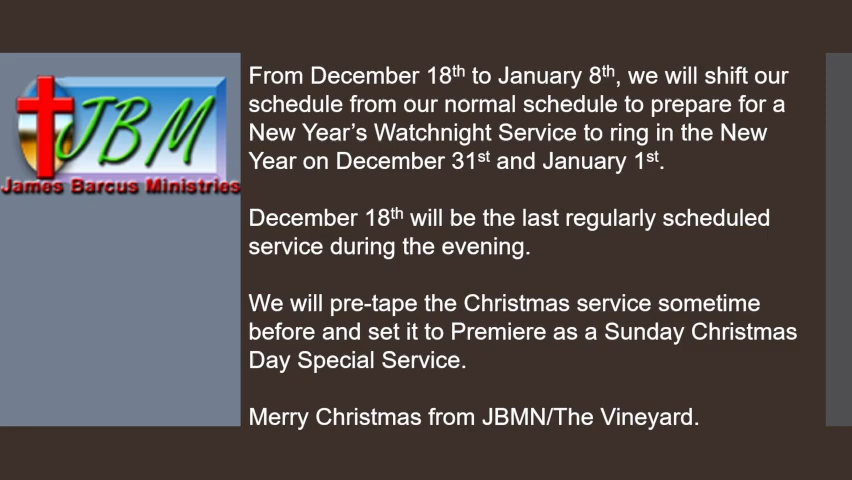 JBM
James Barcus Ministries
From December 18th to January 8th, we will shift our
schedule from our normal schedule to prepare for a
New Year's Watchnight Service to ring in the New
Year on December 31st and January 1st.
December 18th will be the last regularly scheduled
service during the evening.
We will pre-tape the Christmas service sometime
before and set it to Premiere as a Sunday Christmas
Day Special Service.
Merry Christmas from JBMN/The Vineyard.